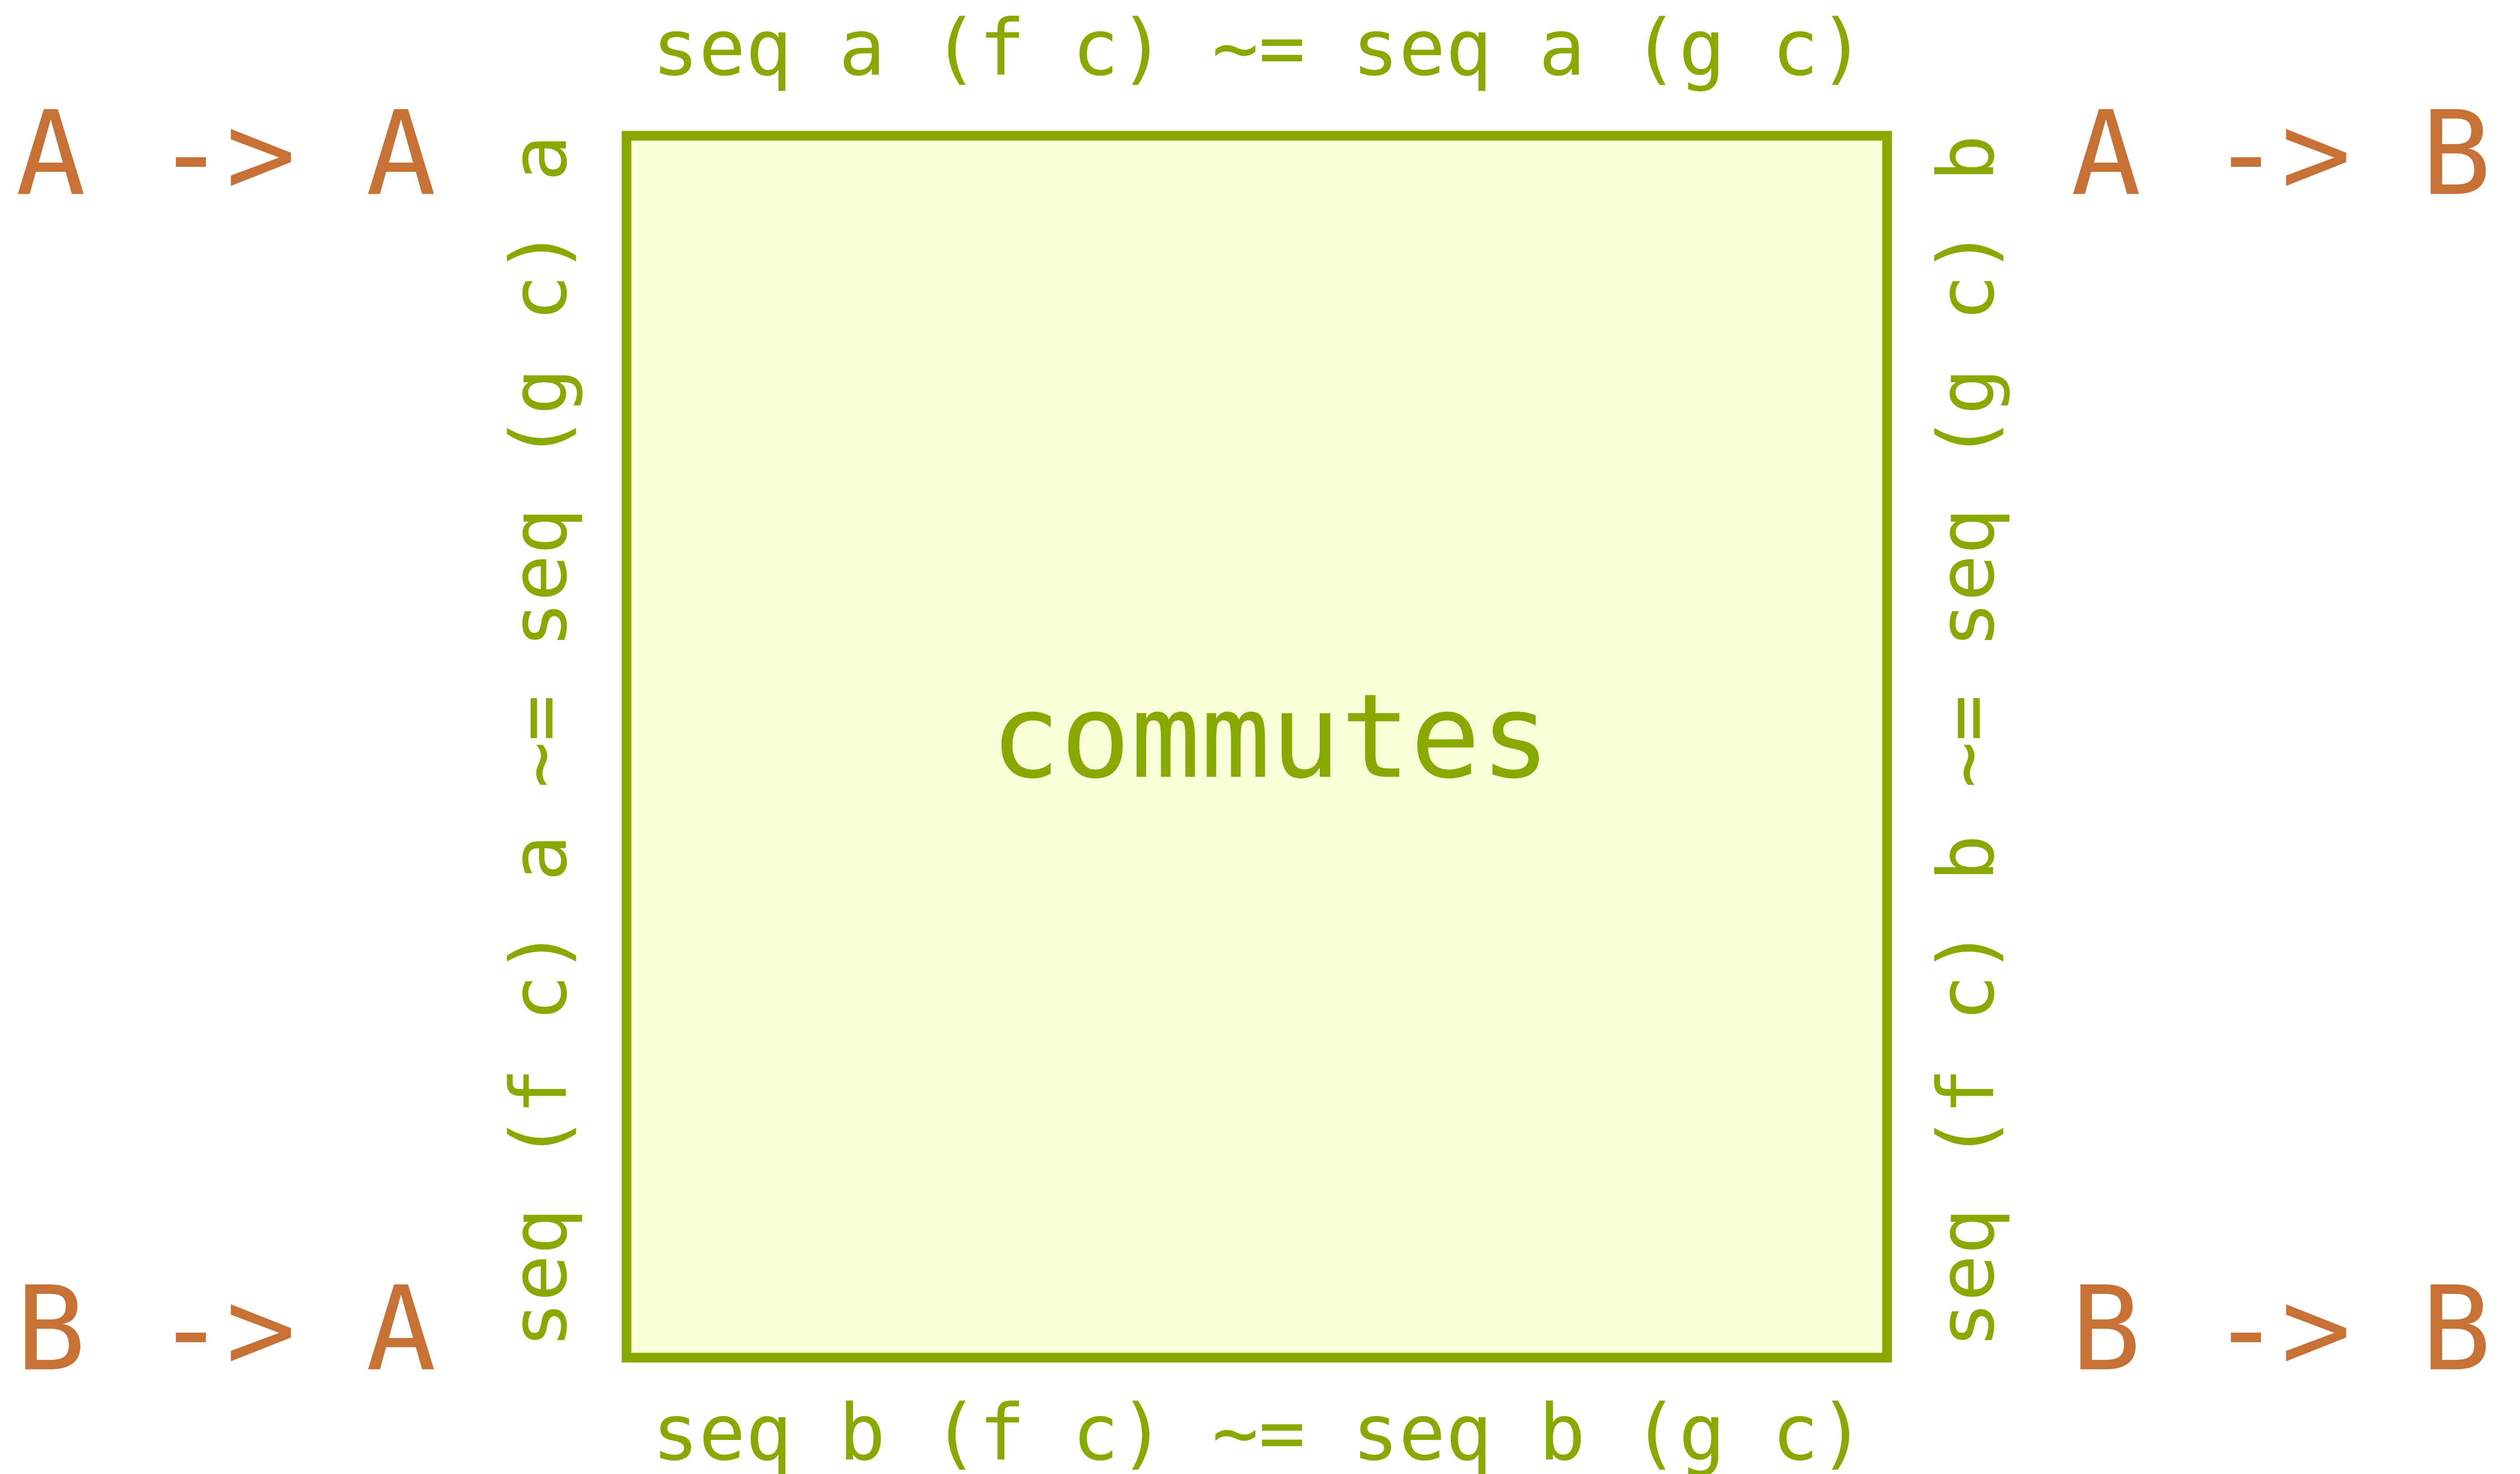 seq a (f c) ~= seq a (g c)
A -> A
A -> B
seq (f c) a ~= seq (g c) a
commutes
seq (f c) b ~= seq (g c) b
B -> A
B -> B
seq b (f c) ~= seq b (g c)